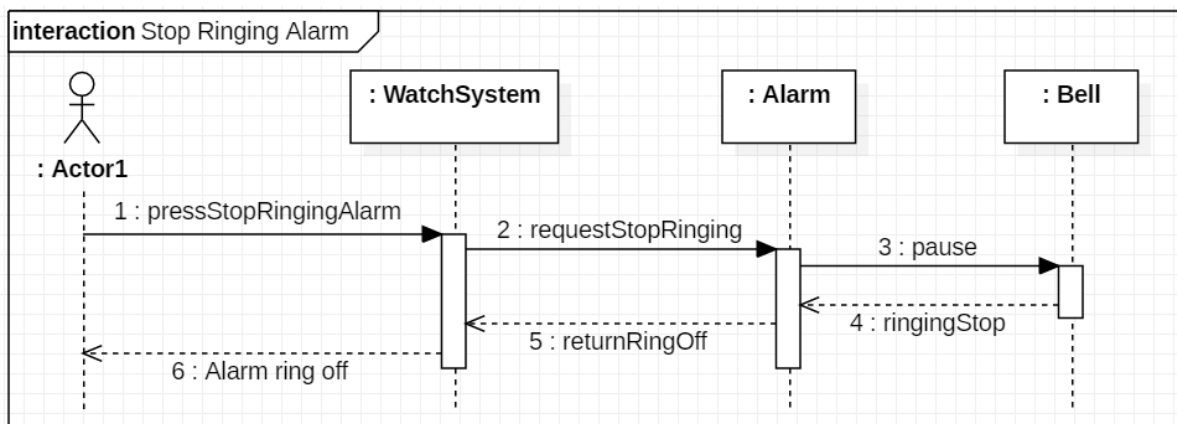 interaction Stop Ringing Alarm
: WatchSystem
: Alarm
: Bell
: Actor1
1 : pressStopRingingAlarm
2 : requestStopRinging
3 : pause
4 : ringingStop
5 : returnRingOff
6 : Alarm ring off